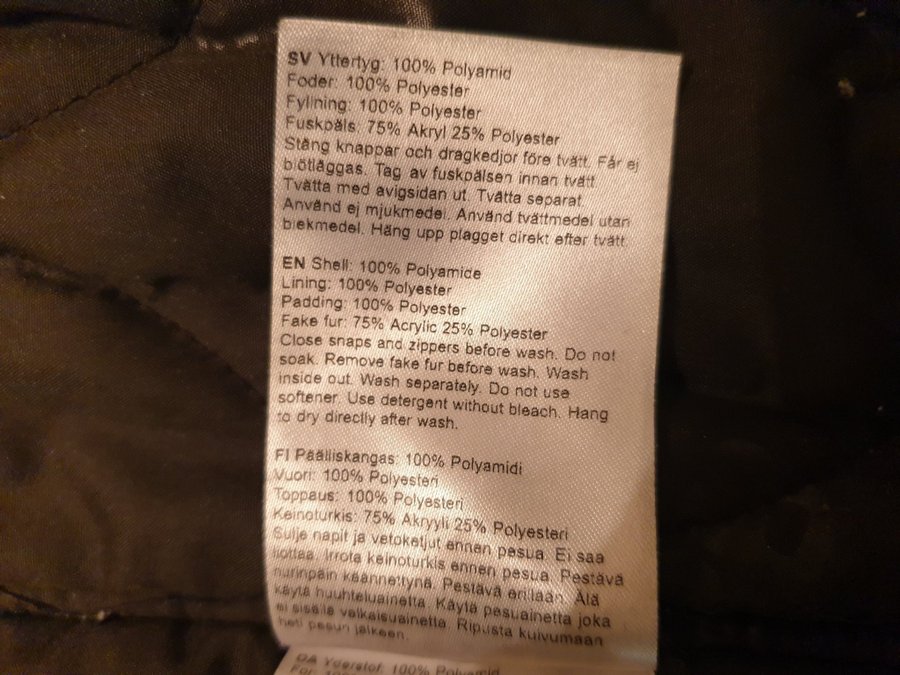 SV Yttertyg: 100% Polyamid
Foder: 100% Polyester
Fyllning: 100% Polyester
Fuskpäls: 75% Akryl 25% Polyester
Stäng knappar och dragkedjor före tvätt. Får ej
blötläggas. Tag av fuskpälsen innan tvätt.
Tvätta med avigsidan ut. Tvätta separat.
Använd ej mjukmedel. Använd tvättmedel utan
blekmedel. Häng upp plagget direkt efter tvätt.
EN Shell: 100% Polyamide
Lining: 100% Polyester
Padding: 100% Polyester
Fake fur: 75% Acrylic 25% Polyester
Close snaps and zippers before wash. Do not
soak. Remove fake fur before wash. Wash
inside out. Wash separately. Do not use
softener. Use detergent without bleach. Hang
to dry directly after wash.
FI Päälliskangas: 100% Polyamidi
Vuori: 100% Polyesteri
Toppaus: 100% Polyesteri
Keinoturkis: 75% Akryyli 25% Polyesteri
Sulje napit ja vetoketjut ennen pesua. Ei saa
liottaa. Irrota keinoturkis ennen pesua. Pestävä
nurinpäin käännettynä. Pestävä erillään. Älä
käytä huuhteluainetta. Käytä pesuainetta joka
ei sisällä valkaisuainetta. Ripusta kuivumaan
heti pesun jälkeen.
DA Yderstof: 100% Polyamid